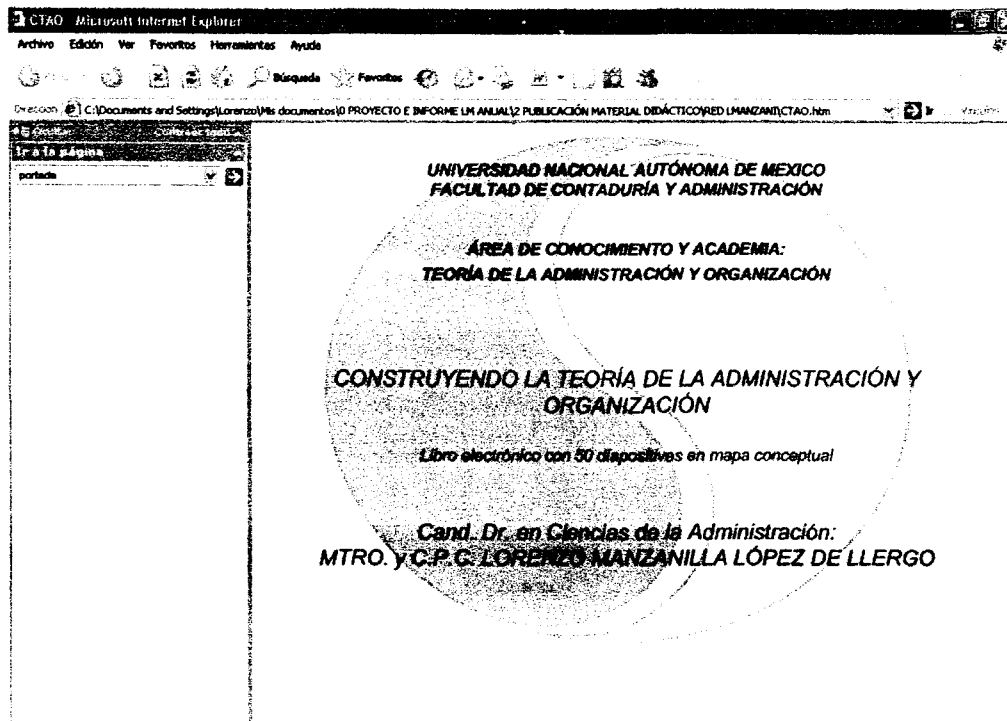 CTAO Microsoft Internet Explorer
Archivo Edición Ver Favoritos Herramientas Ayuda
Búsqueda Favoritos
Dirección C:\Documents and Settings\Lorenzo\Mis documentos\0 PROYECTO E INFORME LM ANUAL\2 PUBLICACIÓN MATERIAL DIDÁCTICO\RED LMANZANI\CTAO.htm Ir
Ir a la página
portada
UNIVERSIDAD NACIONAL AUTÓNOMA DE MEXICO
FACULTAD DE CONTADURÍA Y ADMINISTRACIÓN
ÁREA DE CONOCIMIENTO Y ACADEMIA:
TEORÍA DE LA ADMINISTRACIÓN Y ORGANIZACIÓN
CONSTRUYENDO LA TEORÍA DE LA ADMINISTRACIÓN Y
ORGANIZACIÓN
Libro electrónico con 50 diapositivas en mapa conceptual
Cand. Dr. en Ciencias de la Administración:
MTRO. y C.P.C. LORENZO MANZANILLA LÓPEZ DE LLERGO